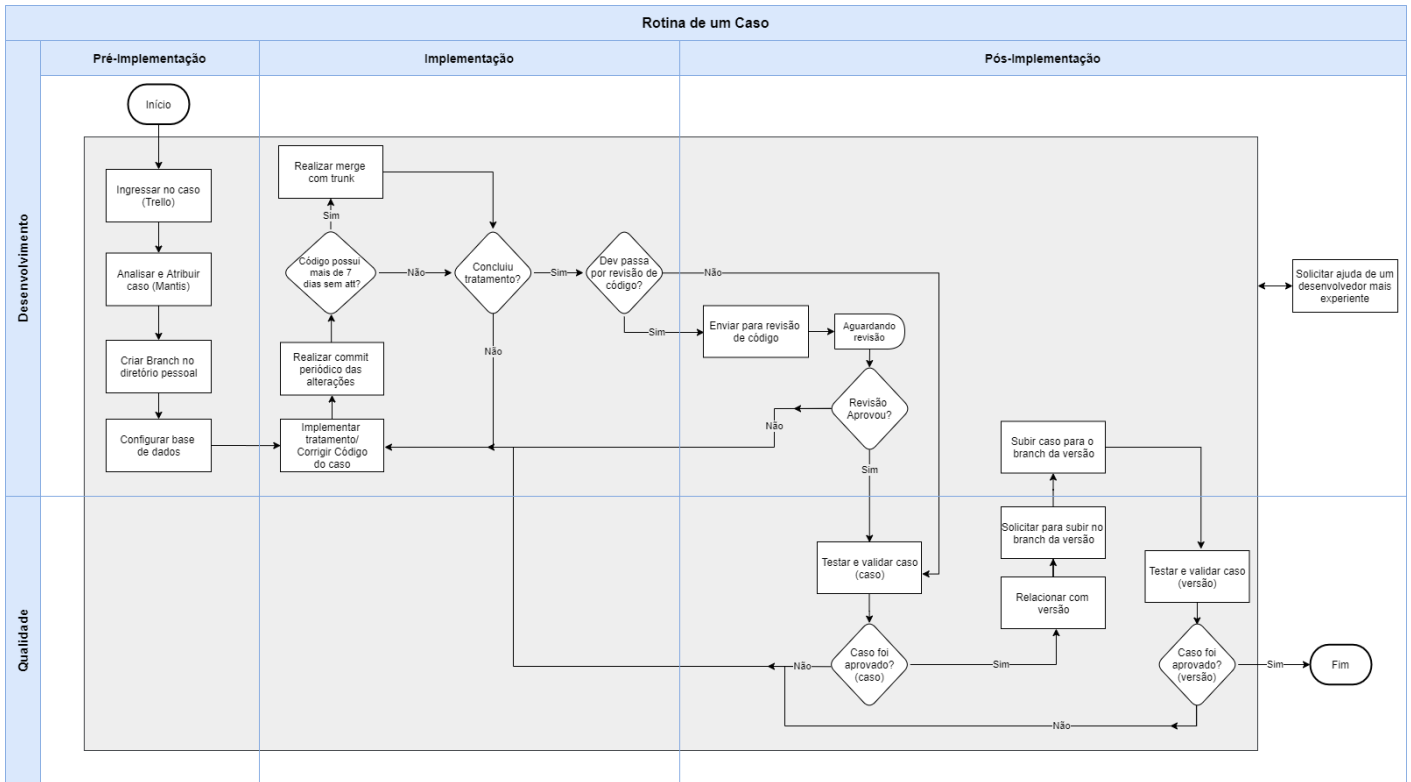 Rotina de um Caso
Pré-Implementação
Implementação
Pós-Implementação
Desenvolvimento
Qualidade
Início
Ingressar no caso
(Trello)
Analisar e Atribuir
caso (Mantis)
Criar Branch no
diretório pessoal
Configurar base
de dados
Realizar merge
com trunk
Sim
Código possui
mais de 7
dias sem att?
Não
Realizar commit
periódico das
alterações
Implementar
tratamento/
Corrigir Código
do caso
Concluiu
tratamento?
Sim
Não
Dev passa
por revisão de
código?
Não
Sim
Enviar para revisão
de código
Aguardando
revisão
Revisão
Aprovou?
Não
Sim
Testar e validar caso
(caso)
Caso foi
aprovado?
(caso)
Não
Sim
Relacionar com
versão
Solicitar para subir no
branch da versão
Subir caso para o
branch da versão
Testar e validar caso
(versão)
Caso foi
aprovado?
(versão)
Não
Sim
Fim
Solicitar ajuda de um
desenvolvedor mais
experiente